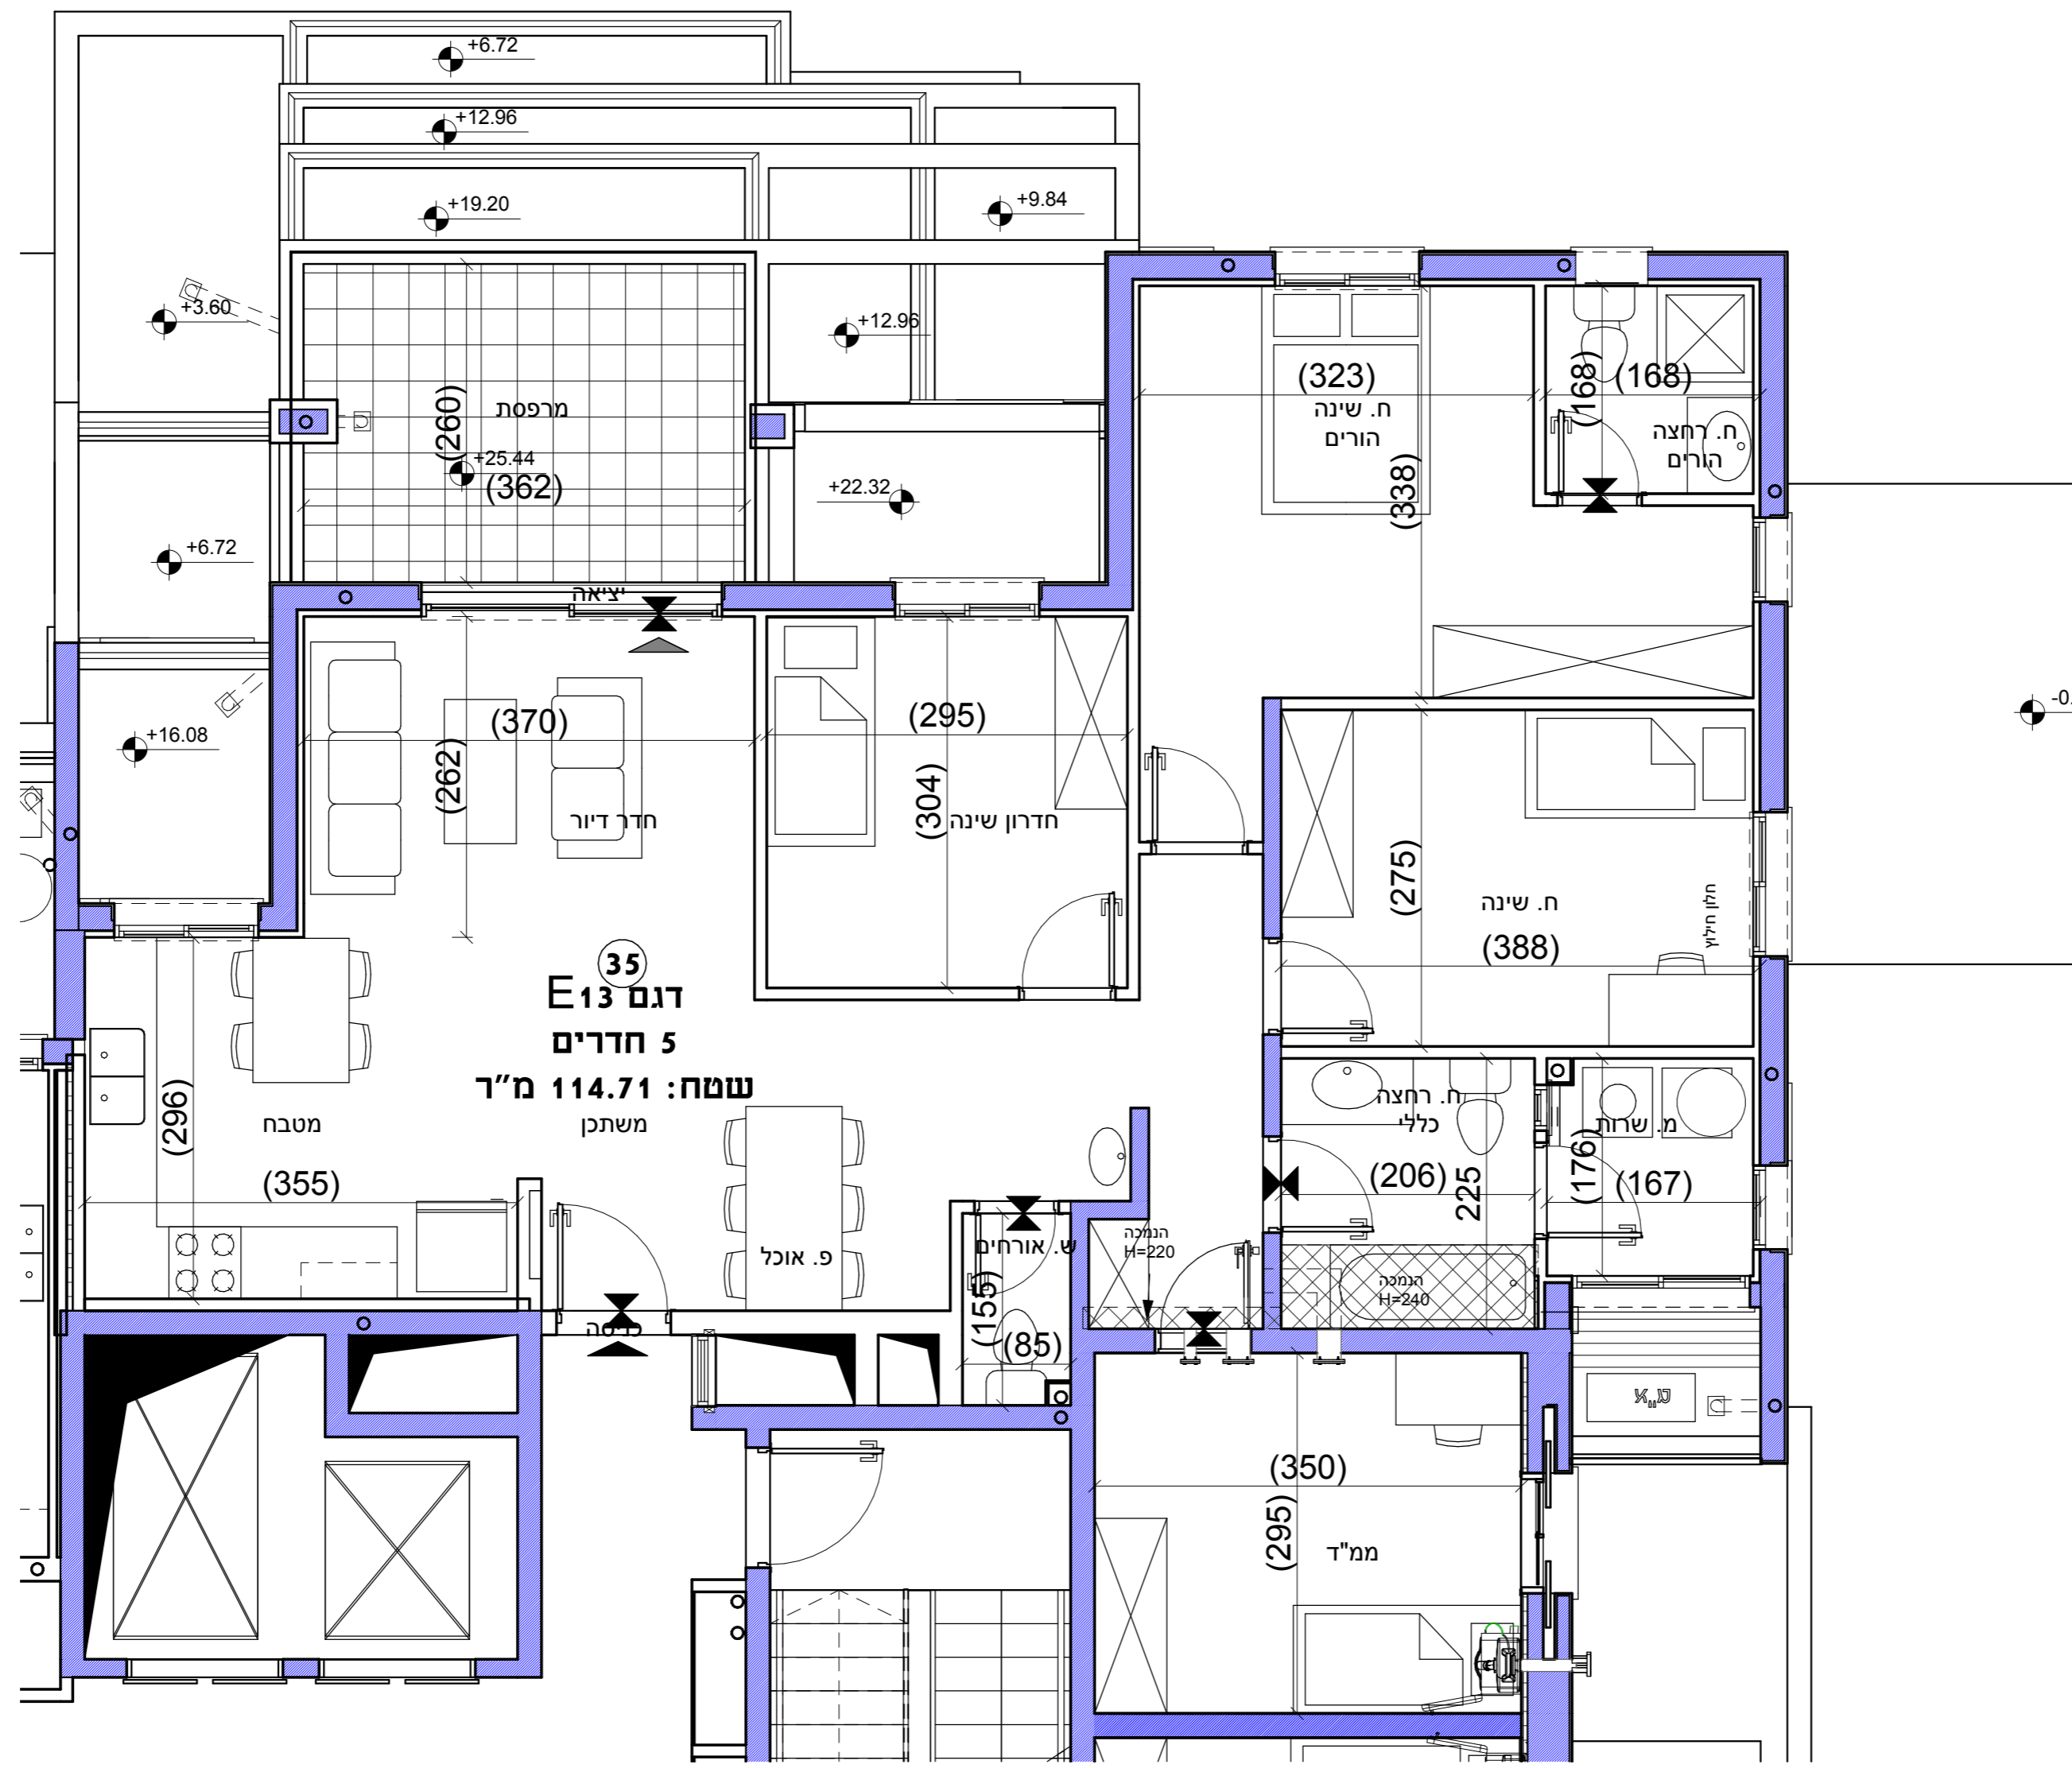 +6.72
+12.96
+19.20
+9.84
+3.60
+12.96
(323)
(168)
(168)
ח. שינה
הורים
ח. רחצה
הורים
(260)
מרפסת
+25.44
(362)
+22.32
(338)
+6.72
יציאה
+16.08
(370)
(262)
(295)
(304)
חדר דיור
חדרון שינה
(275)
ח. שינה
(388)
חלון חילוץ
35
דגם E13
5 חדרים
שטח: 114.71 מ"ר
משתכן
(296)
מטבח
(355)
ח. רחצה
כללי
(206)
225
מ. שרות
(176)
(167)
פ. אוכל
ש. אורחים
(155)
(85)
הנמכה
H=220
הנמכה
H=240
כניסה
(350)
(295)
ממ"ד